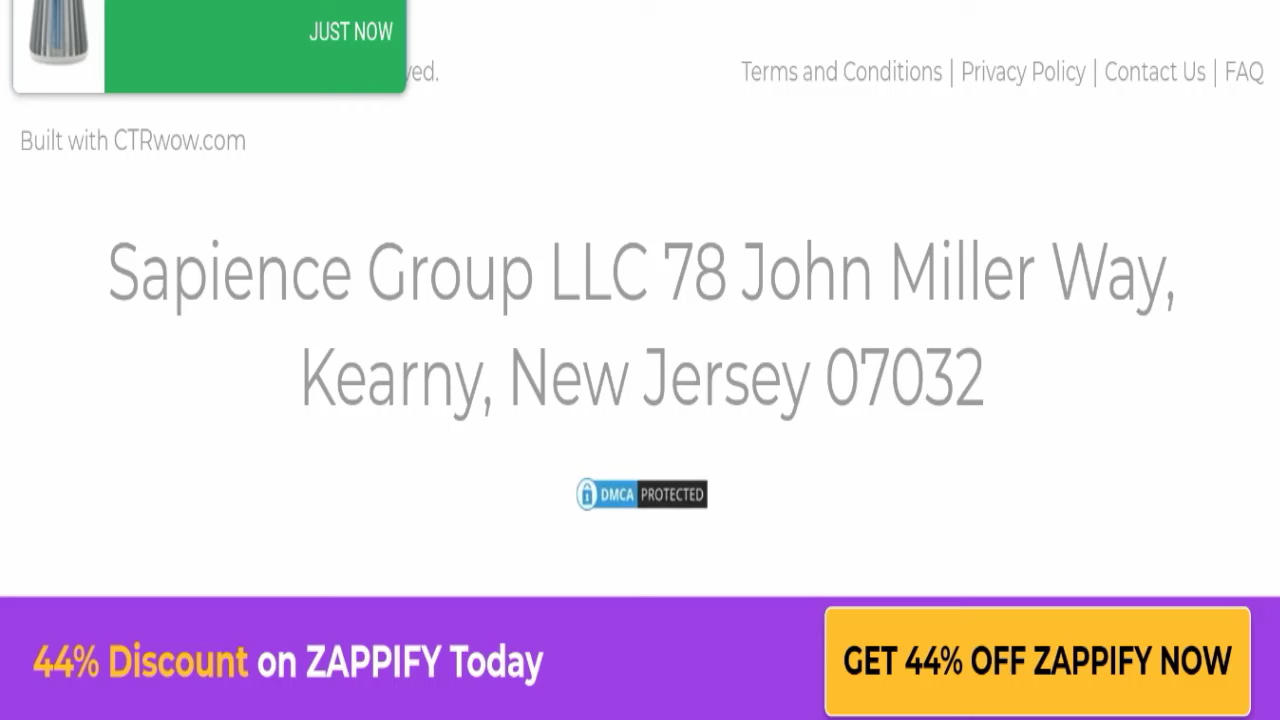 JUST NOW
ved.
Terms and Conditions | Privacy Policy | Contact Us | FAQ
Built with CTRwow.com
Sapience Group LLC 78 John Miller Way,
Kearny, New Jersey 07032
DMCA PROTECTED
44% Discount on ZAPPIFY Today
GET 44% OFF ZAPPIFY NOW